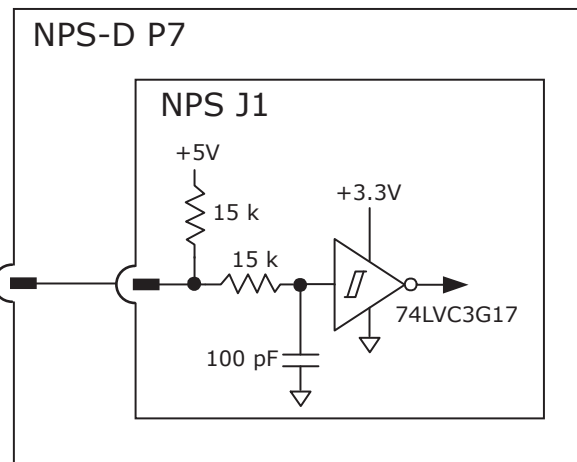 NPS-D P7
NPS J1
+5V
+3.3V
15 k
15 k
74LVC3G17
100 pF